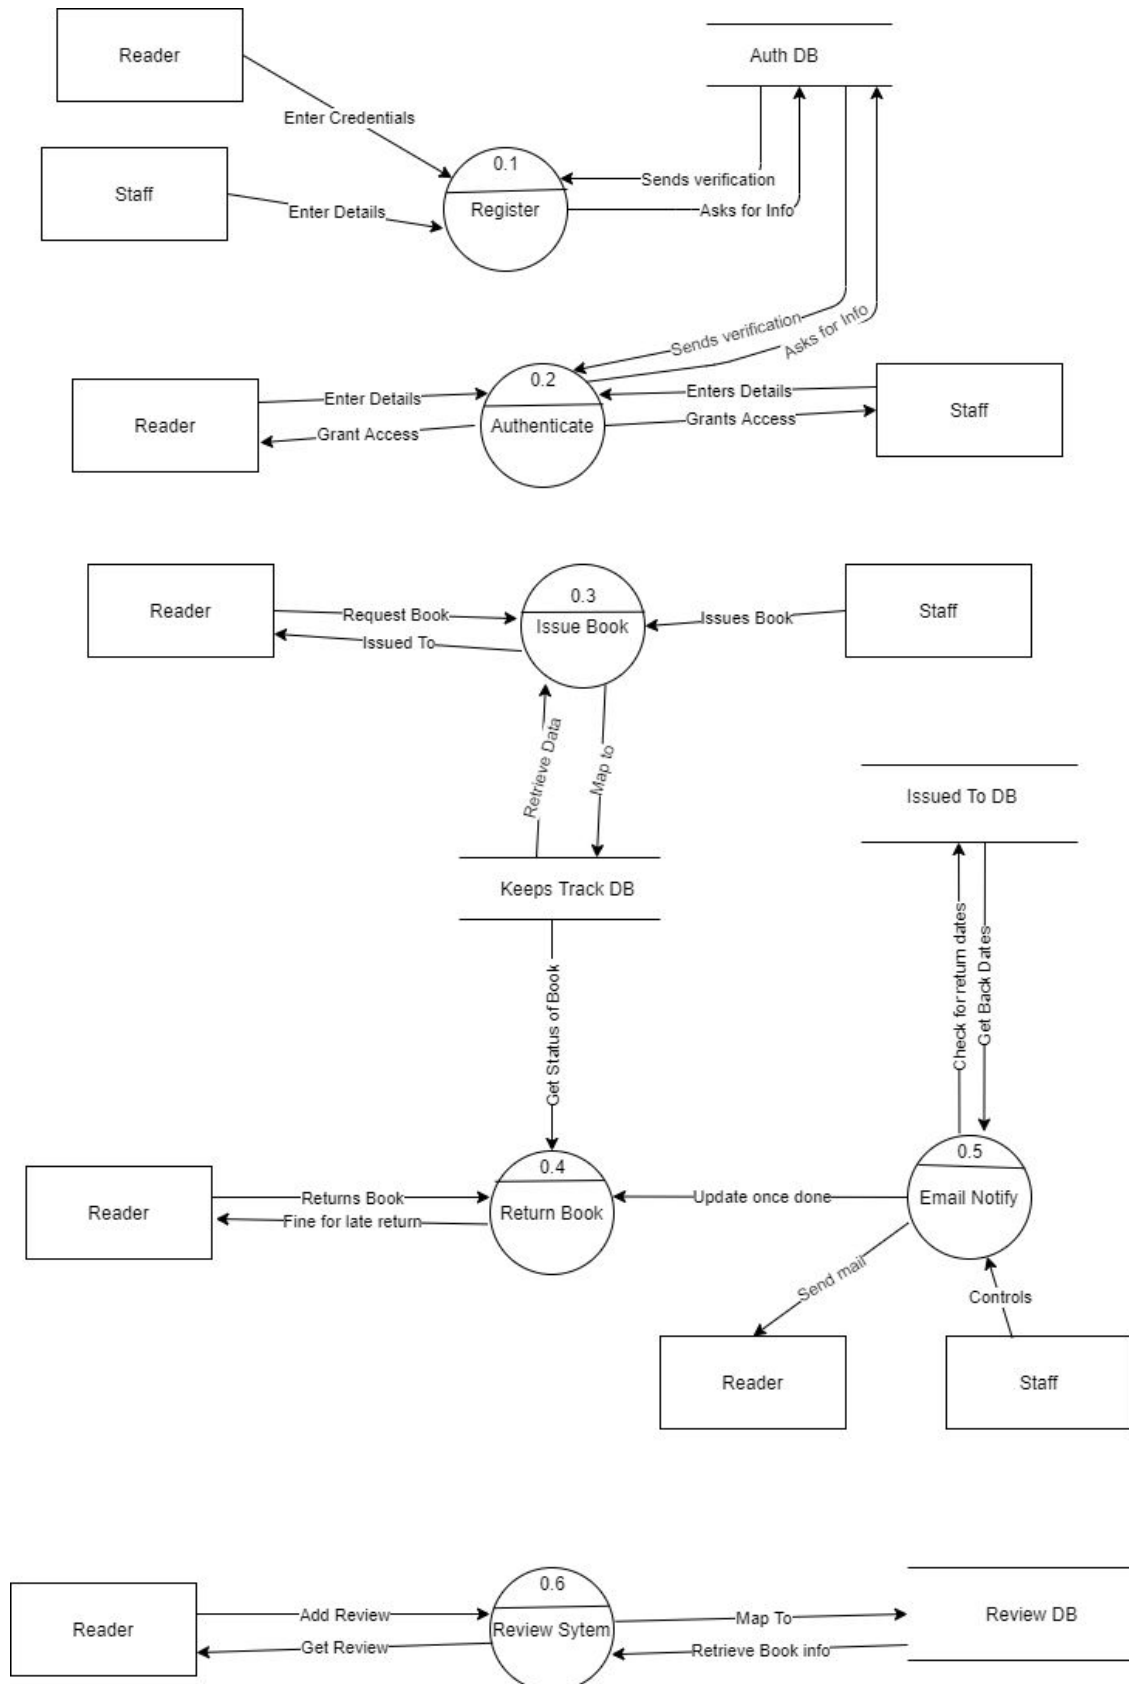 Reader
Auth DB
Enter Credentials
0.1
Staff
Sends verification
Enter Details
Register
Asks for Info
Sends verification
Asks for Info
0.2
Enter Details
Enters Details
Reader
Authenticate
Staff
Grant Access
Grants Access
0.3
Reader
Request Book
Issue Book
Issues Book
Staff
Issued To
Retrieve Data
Map to
Issued To DB
Keeps Track DB
Check for return dates
Get Back Dates
Get Status of Book
0.4
0.5
Reader
Returns Book
Return Book
Update once done
Email Notify
Fine for late return
Send mail
Controls
Reader
Staff
0.6
Reader
Add Review
Review Sytem
Map To
Review DB
Get Review
Retrieve Book info